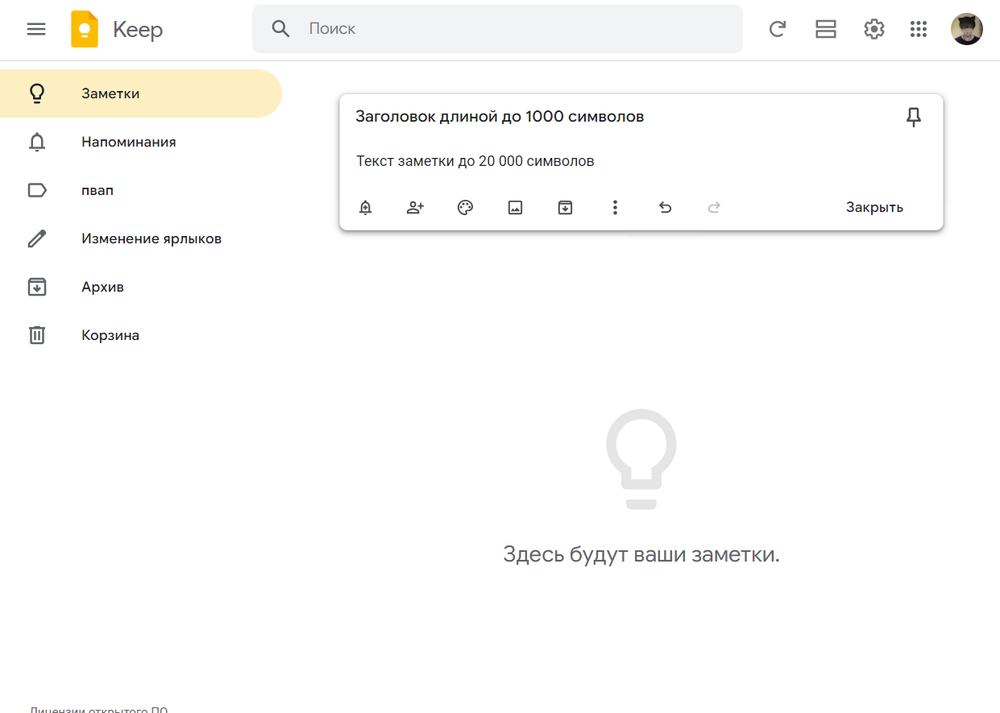 Keep
Поиск
Заметки
Напоминания
пвап
Изменение ярлыков
Архив
Корзина
Заголовок длиной до 1000 символов
Текст заметки до 20 000 символов
Закрыть
Здесь будут ваши заметки.
Лицензии открытого ПО